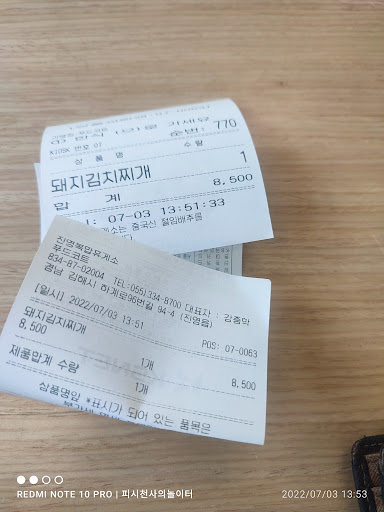 770
KIOSK 번호 07
상 품 명 수 량
돼지김치찌개 1
합 계 8,500
07-03 13:51:33
진영복합휴게소
푸드코트
834-87-02004 TEL:055)334-8700 대표자 : 김흥악
경남 김해시 하계로96번길 94-4 (진영읍)
[일시] 2022/07/03 13:51 POS: 07-0063
돼지김치찌개
8,500 1개 8,500
제품합계 수량 1개
상품명앞 *표시가 되어 있는 품목은
REDMI NOTE 10 PRO | 피시천사의놀이터
2022/07/03 13:53